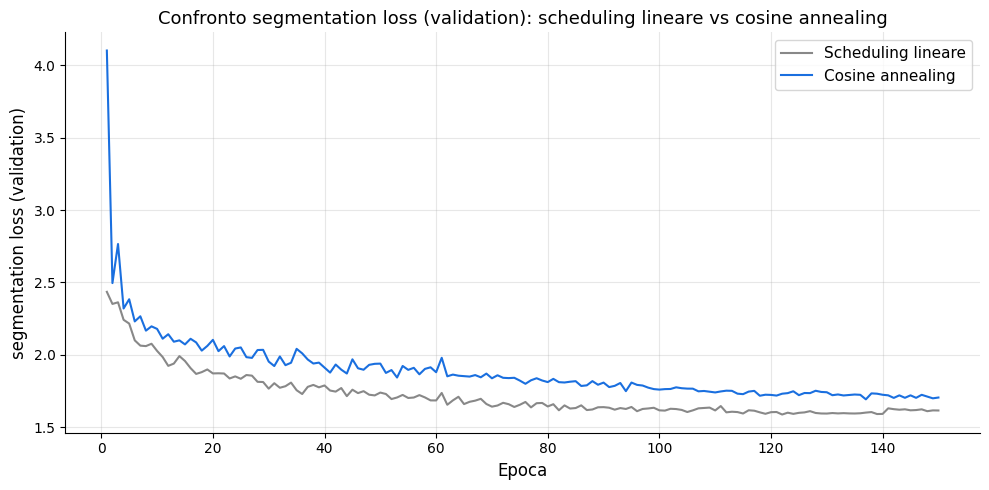 Confronto segmentation loss (validation): scheduling lineare vs cosine annealing
Scheduling lineare
Cosine annealing
segmentation loss (validation)
4.0
3.5
3.0
2.5
2.0
1.5
0 20 40 60 80 100 120 140
Epoca